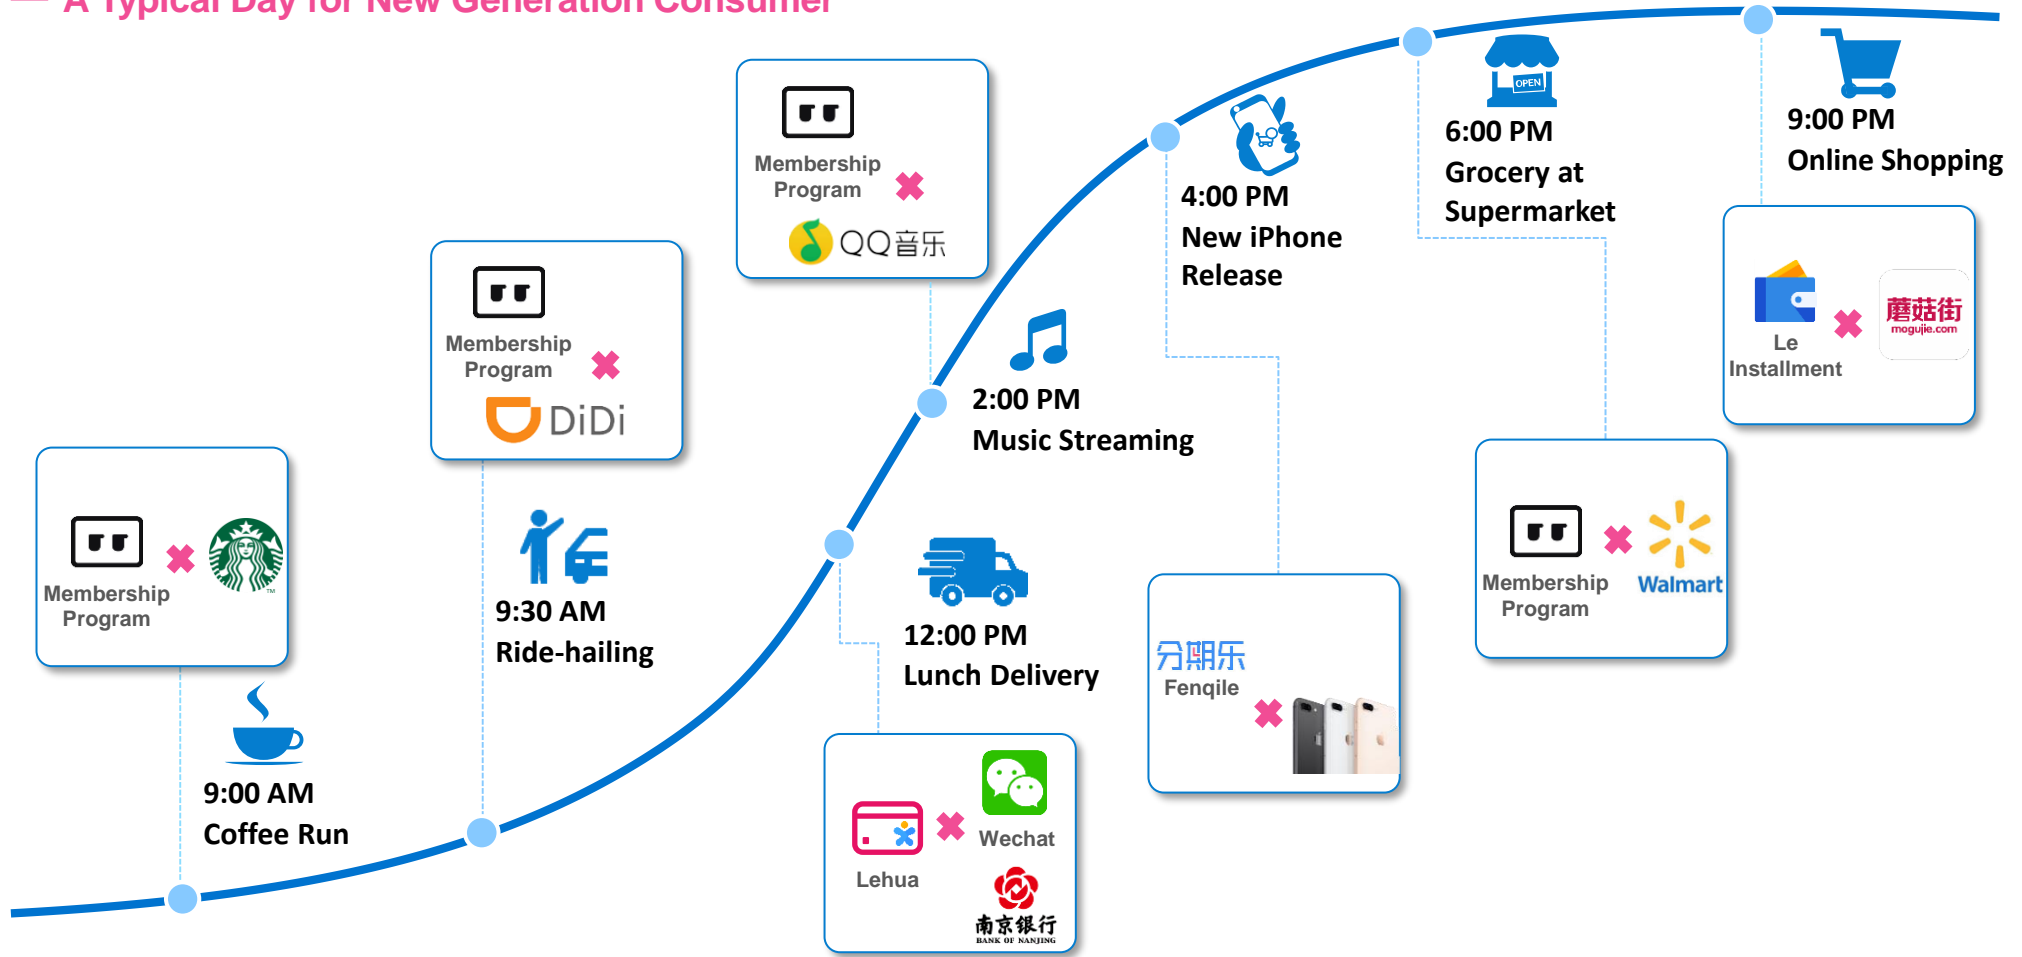 — A Typical Day for New Generation Consumer
Membership
Program
TM
9:00 AM
Coffee Run
Membership
Program
DiDi
9:30 AM
Ride-hailing
Membership
Program
QQ音乐
2:00 PM
Music Streaming
12:00 PM
Lunch Delivery
Lehua
Wechat
南京银行
BANK OF NANJING
4:00 PM
New iPhone
Release
分期乐
Fenqile
OPEN
6:00 PM
Grocery at
Supermarket
Membership
Program
Walmart
9:00 PM
Online Shopping
Le
Installment
蘑菇街
mogujie.com